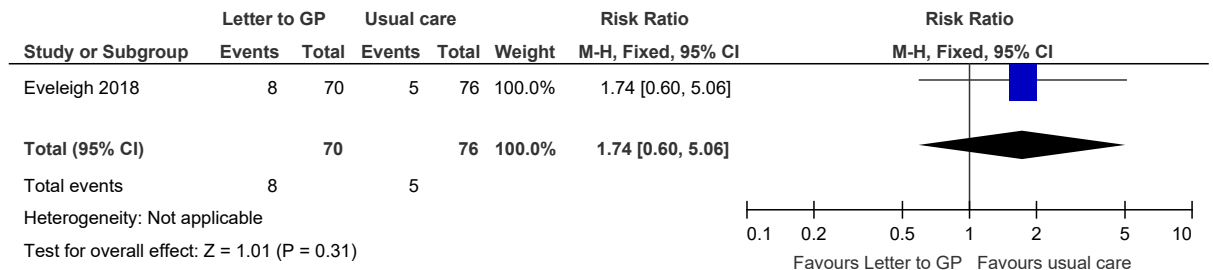 Letter to GP Usual care Risk Ratio Risk Ratio
Study or Subgroup Events Total Events Total Weight M-H, Fixed, 95% CI M-H, Fixed, 95% CI
Eveleigh 2018 8 70 5 76 100.0% 1.74 [0.60, 5.06]
Total (95% CI) 70 76 100.0% 1.74 [0.60, 5.06]
Total events 8 5
Heterogeneity: Not applicable
Test for overall effect: Z = 1.01 (P = 0.31)
0.1 0.2 0.5 1 2 5 10
Favours Letter to GP Favours usual care